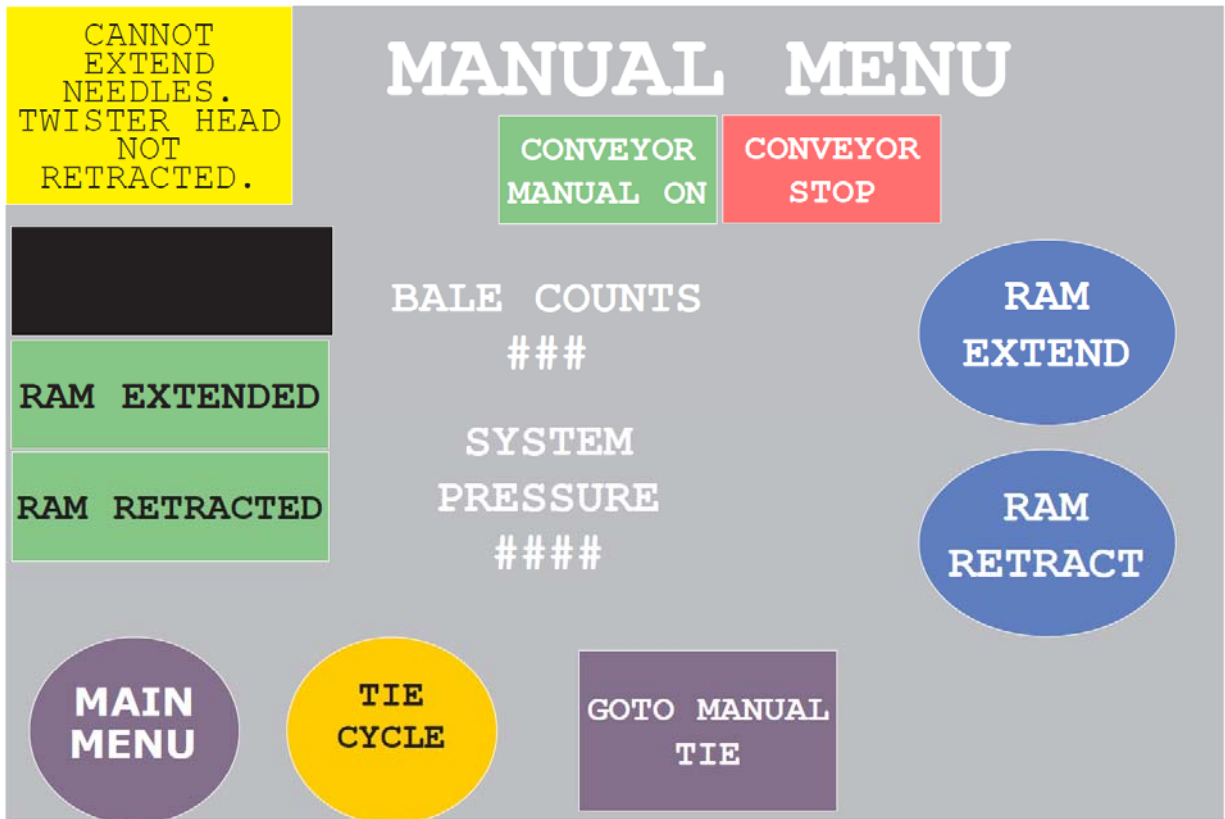 CANNOT
EXTEND
NEEDLES.
TWISTER HEAD
NOT
RETRACTED.
MANUAL MENU
CONVEYOR
MANUAL ON
CONVEYOR
STOP
BALE COUNTS
###
RAM
EXTEND
RAM EXTENDED
SYSTEM
PRESSURE
####
RAM RETRACTED
RAM
RETRACT
MAIN
MENU
TIE
CYCLE
GOTO MANUAL
TIE